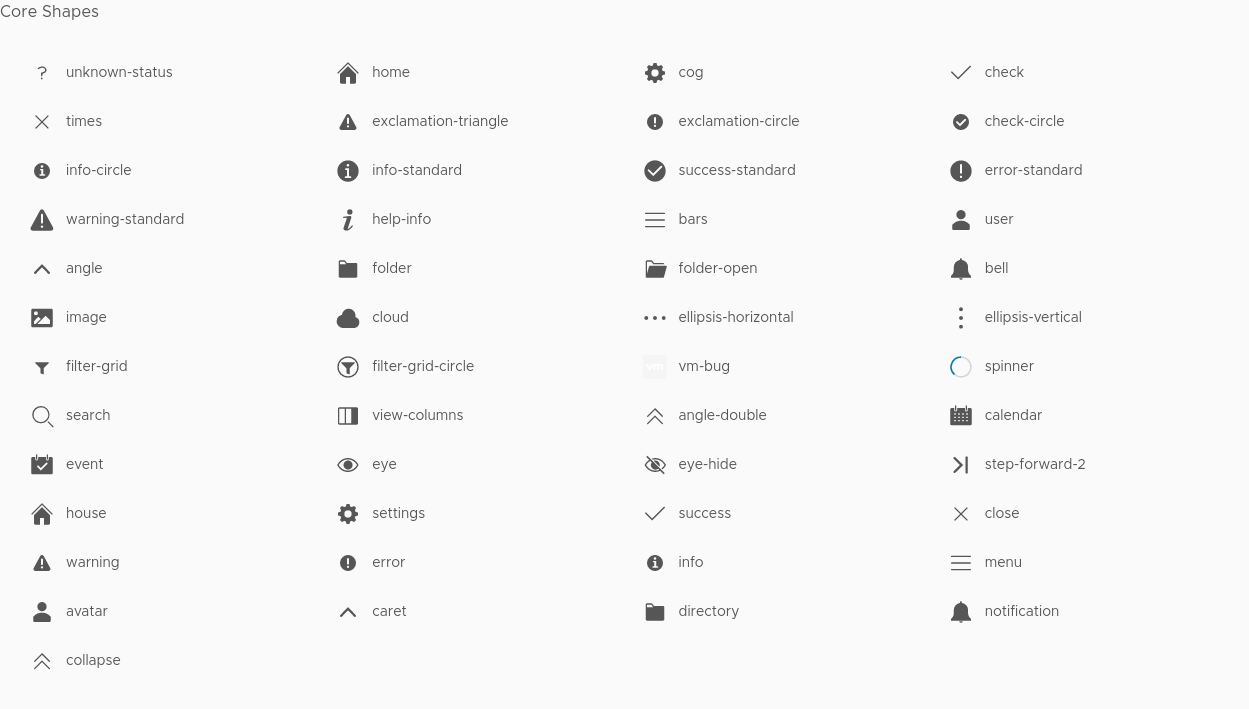 Core Shapes
? unknown-status home cog check
times exclamation-triangle exclamation-circle check-circle
info-circle info-standard success-standard error-standard
warning-standard help-info bars user
angle folder folder-open bell
image cloud ellipsis-horizontal ellipsis-vertical
filter-grid filter-grid-circle vm vm-bug spinner
search view-columns angle-double calendar
event eye eye-hide step-forward-2
house settings success close
warning error info menu
avatar caret directory notification
collapse